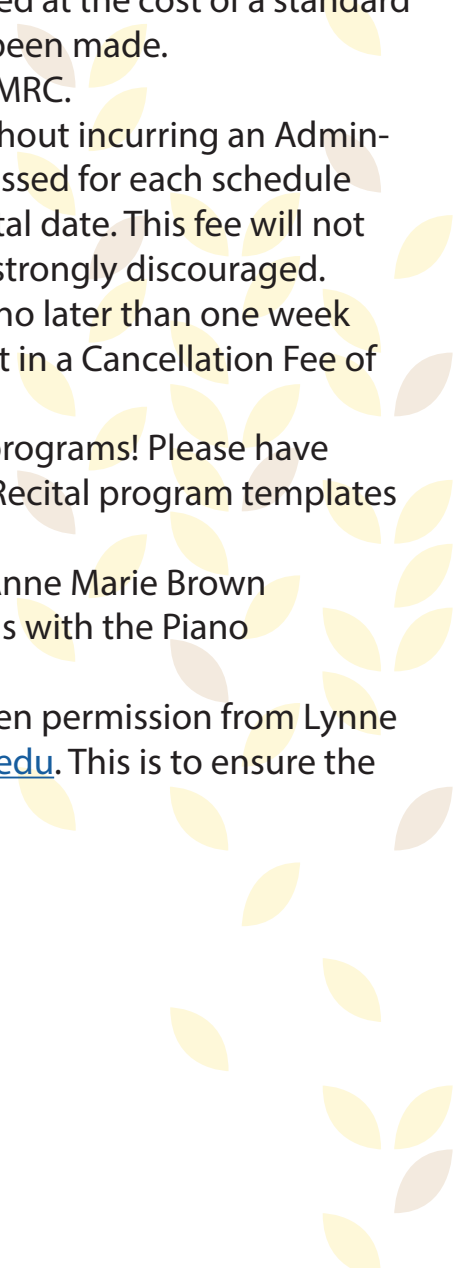 ed at the cost of a standard
been made.
MRC.
hout incurring an Admin-
ssed for each schedule
tal date. This fee will not
strongly discouraged.
no later than one week
t in a Cancellation Fee of
programs! Please have
Recital program templates
Anne Marie Brown
s with the Piano
en permission from Lynne
edu. This is to ensure the